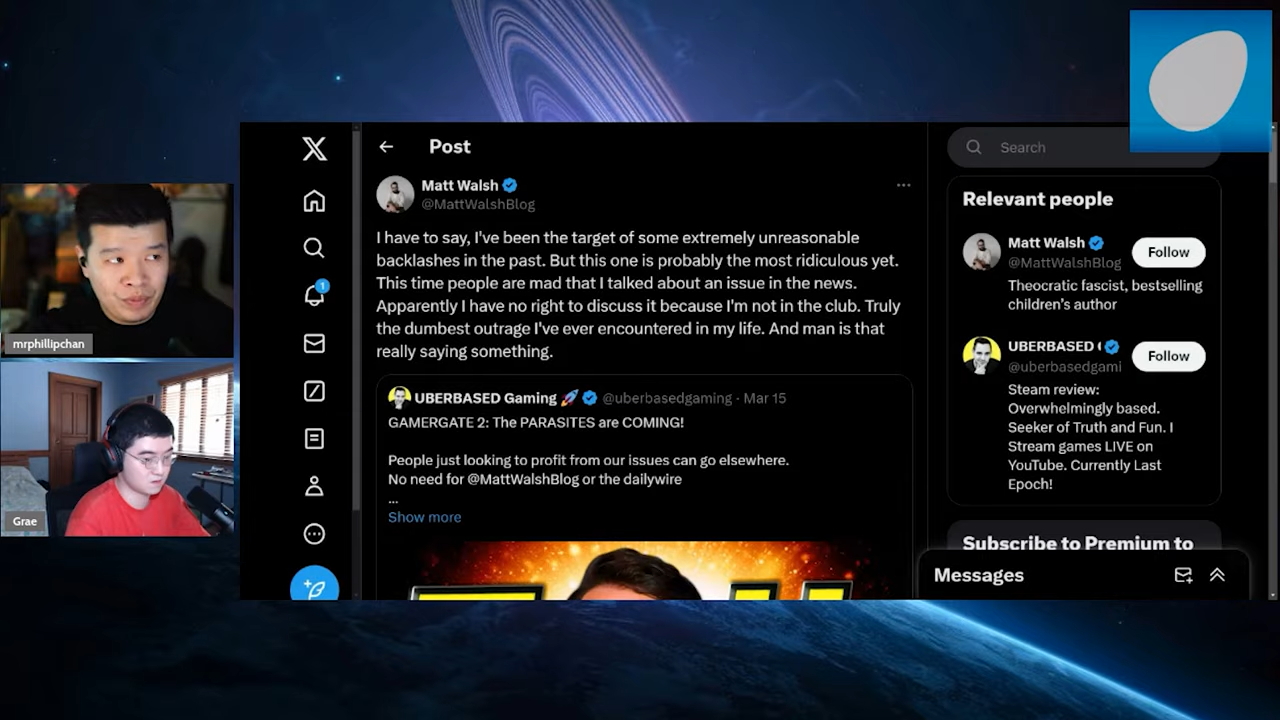 mrphillipchan
Grae
Post
Matt Walsh
@MattWalshBlog
I have to say, I've been the target of some extremely unreasonable
backlashes in the past. But this one is probably the most ridiculous yet.
This time people are mad that I talked about an issue in the news.
Apparently I have no right to discuss it because I'm not in the club. Truly
the dumbest outrage I've ever encountered in my life. And man is that
really saying something.
UBERBASED Gaming 🚀 @uberbasedgaming · Mar 15
GAMERGATE 2: The PARASITES are COMING!
People just looking to profit from our issues can go elsewhere.
No need for @MattWalshBlog or the dailywire
...
Show more
1
Search
Relevant people
Matt Walsh
@MattWalshBlog
Follow
Theocratic fascist, bestselling
children's author
UBERBASED
@uberbasedgami
Follow
Steam review:
Overwhelmingly based.
Seeker of Truth and Fun. I
Stream games LIVE on
YouTube. Currently Last
Epoch!
Subscribe to Premium to
Messages